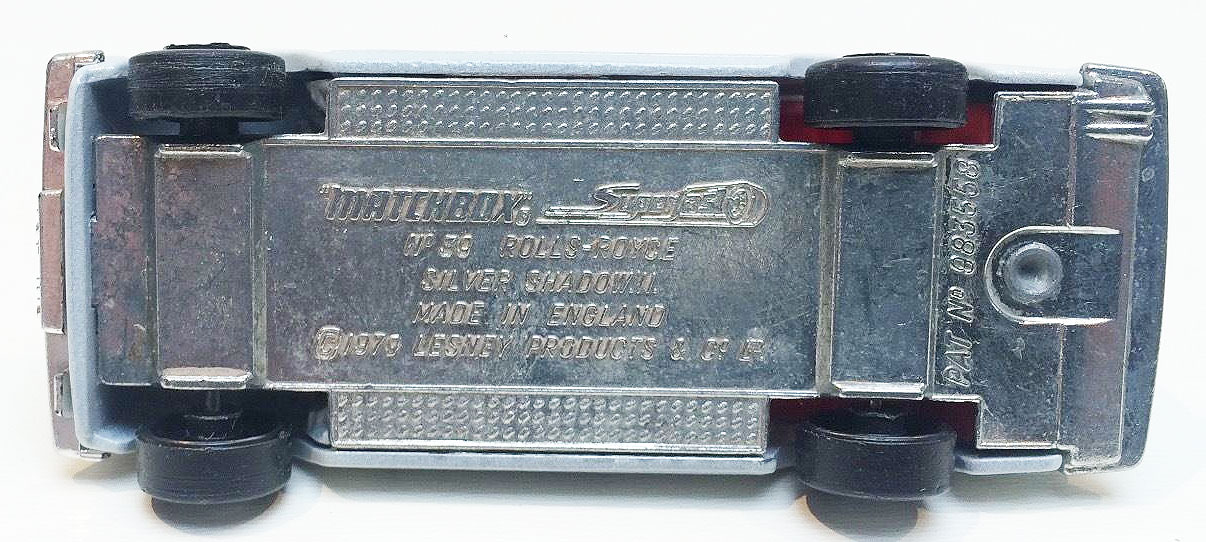 "MATCHBOX" Superfast
Nº 39 ROLLS-ROYCE
SILVER SHADOW II
MADE IN ENGLAND
©1979 LESNEY PRODUCTS & Cº Lᴰ
PAT Nº 983558